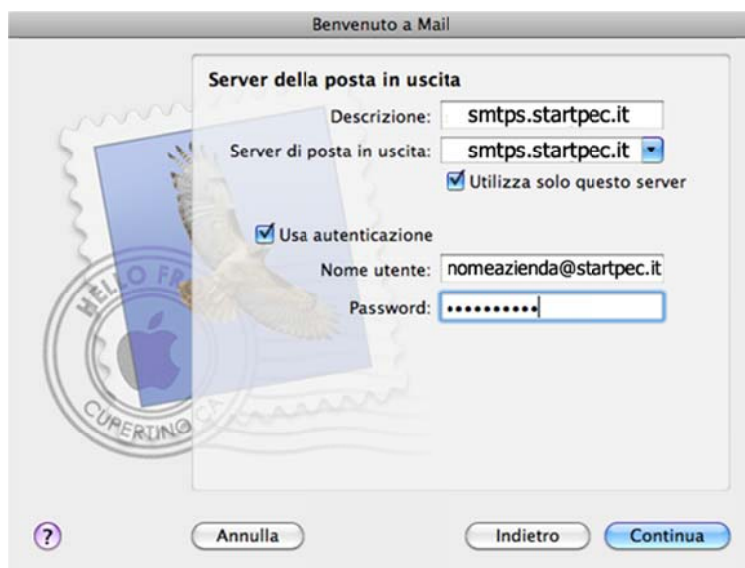 Benvenuto a Mail
Server della posta in uscita
Descrizione: smtps.startpec.it
Server di posta in uscita: smtps.startpec.it
Utilizza solo questo server
Usa autenticazione
Nome utente: nomeazienda@startpec.it
Password: ••••••••••
HELLO FR
CUPERTINO CA
? Annulla Indietro Continua